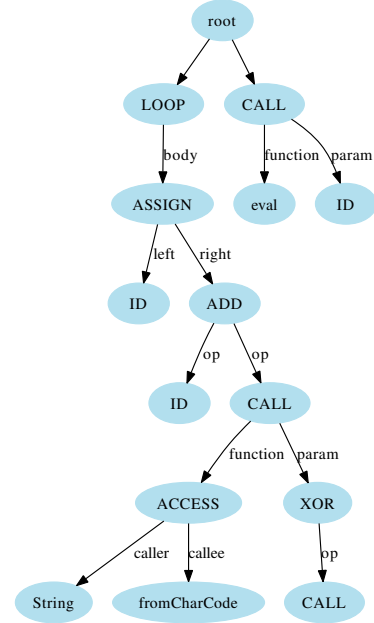 root
LOOP CALL
body function param
ASSIGN eval ID
left right
ID ADD
op op
ID CALL
function param
ACCESS XOR
caller callee op
String fromCharCode CALL